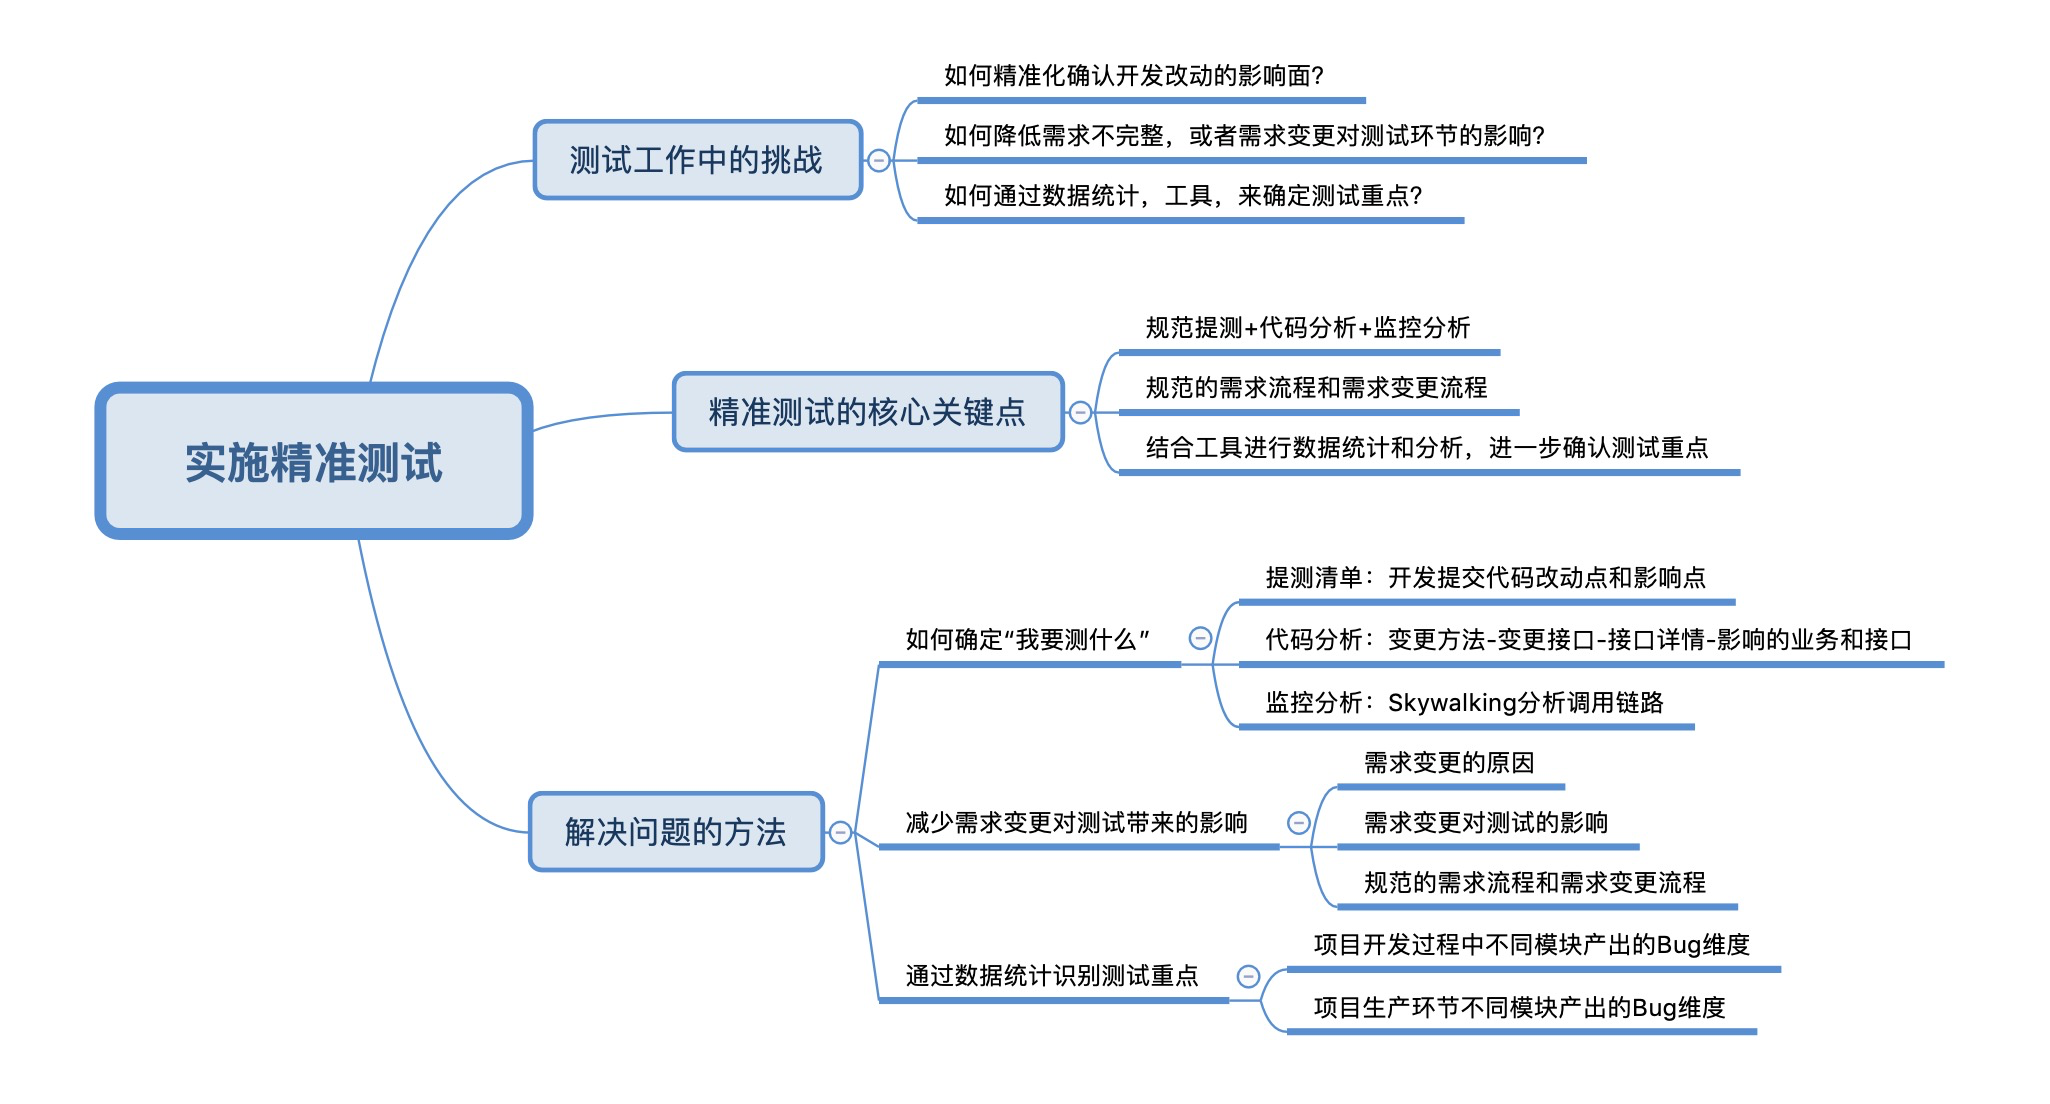 实施精准测试
测试工作中的挑战
如何精准化确认开发改动的影响面?
如何降低需求不完整，或者需求变更对测试环节的影响?
如何通过数据统计，工具，来确定测试重点?
精准测试的核心关键点
规范提测+代码分析+监控分析
规范的需求流程和需求变更流程
结合工具进行数据统计和分析，进一步确认测试重点
解决问题的方法
如何确定“我要测什么”
提测清单：开发提交代码改动点和影响点
代码分析：变更方法-变更接口-接口详情-影响的业务和接口
监控分析：Skywalking分析调用链路
减少需求变更对测试带来的影响
需求变更的原因
需求变更对测试的影响
规范的需求流程和需求变更流程
通过数据统计识别测试重点
项目开发过程中不同模块产出的Bug维度
项目生产环节不同模块产出的Bug维度